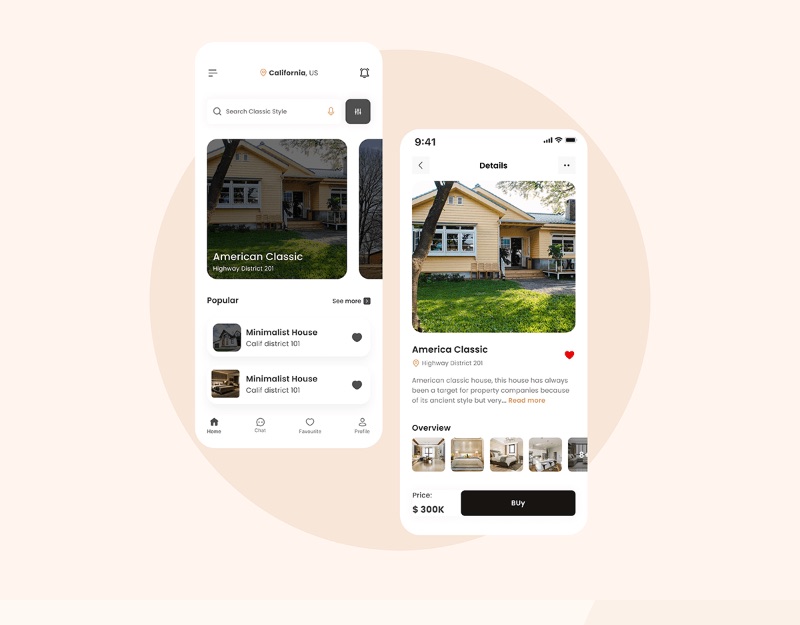 California, US
Search Classic Style
American Classic
Highway District 201
Popular
See more
Minimalist House
Calif district 101
Minimalist House
Calif district 101
Home
Chat
Favourite
Profile
9:41
Details
America Classic
Highway District 201
American classic house, this house has always
been a target for property companies because
of its ancient style but very... Read more
Overview
Price:
$ 300K
BUy